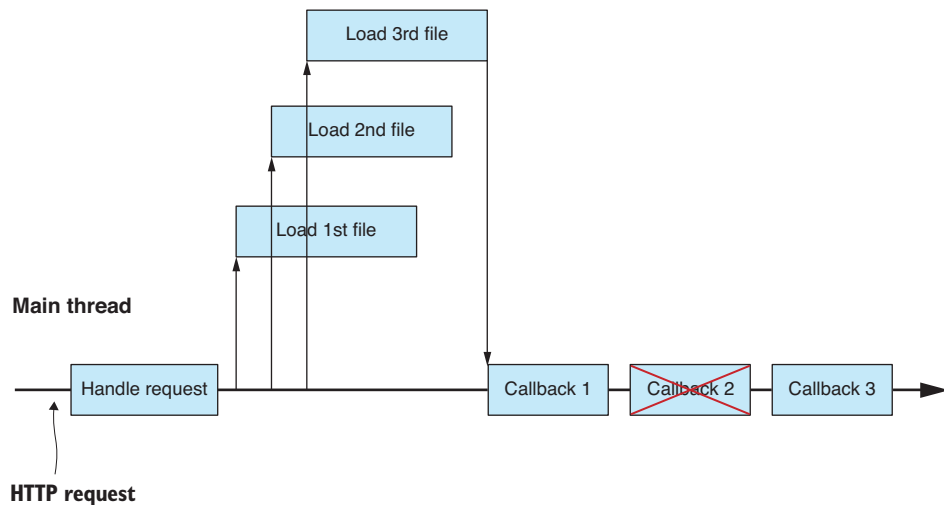 Load 3rd file
Load 2nd file
Load 1st file
Main thread
Handle request
Callback 1
Callback 2
Callback 3
HTTP request